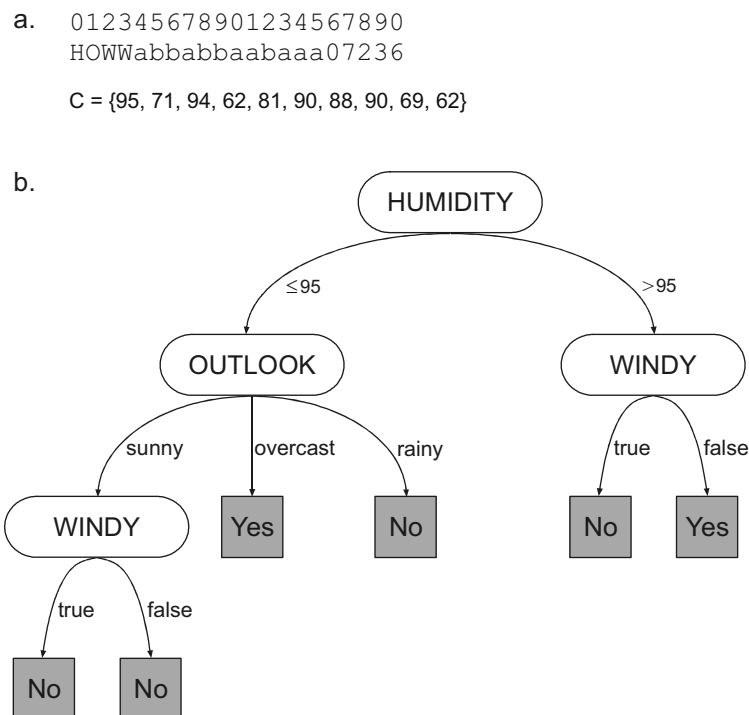 a.
012345678901234567890
HOWWabbabbaabaaa07236
C = {95, 71, 94, 62, 81, 90, 88, 90, 69, 62}
b.
HUMIDITY
≤95
>95
OUTLOOK
WINDY
sunny
overcast
rainy
true
false
WINDY
Yes
No
No
Yes
true
false
No
No